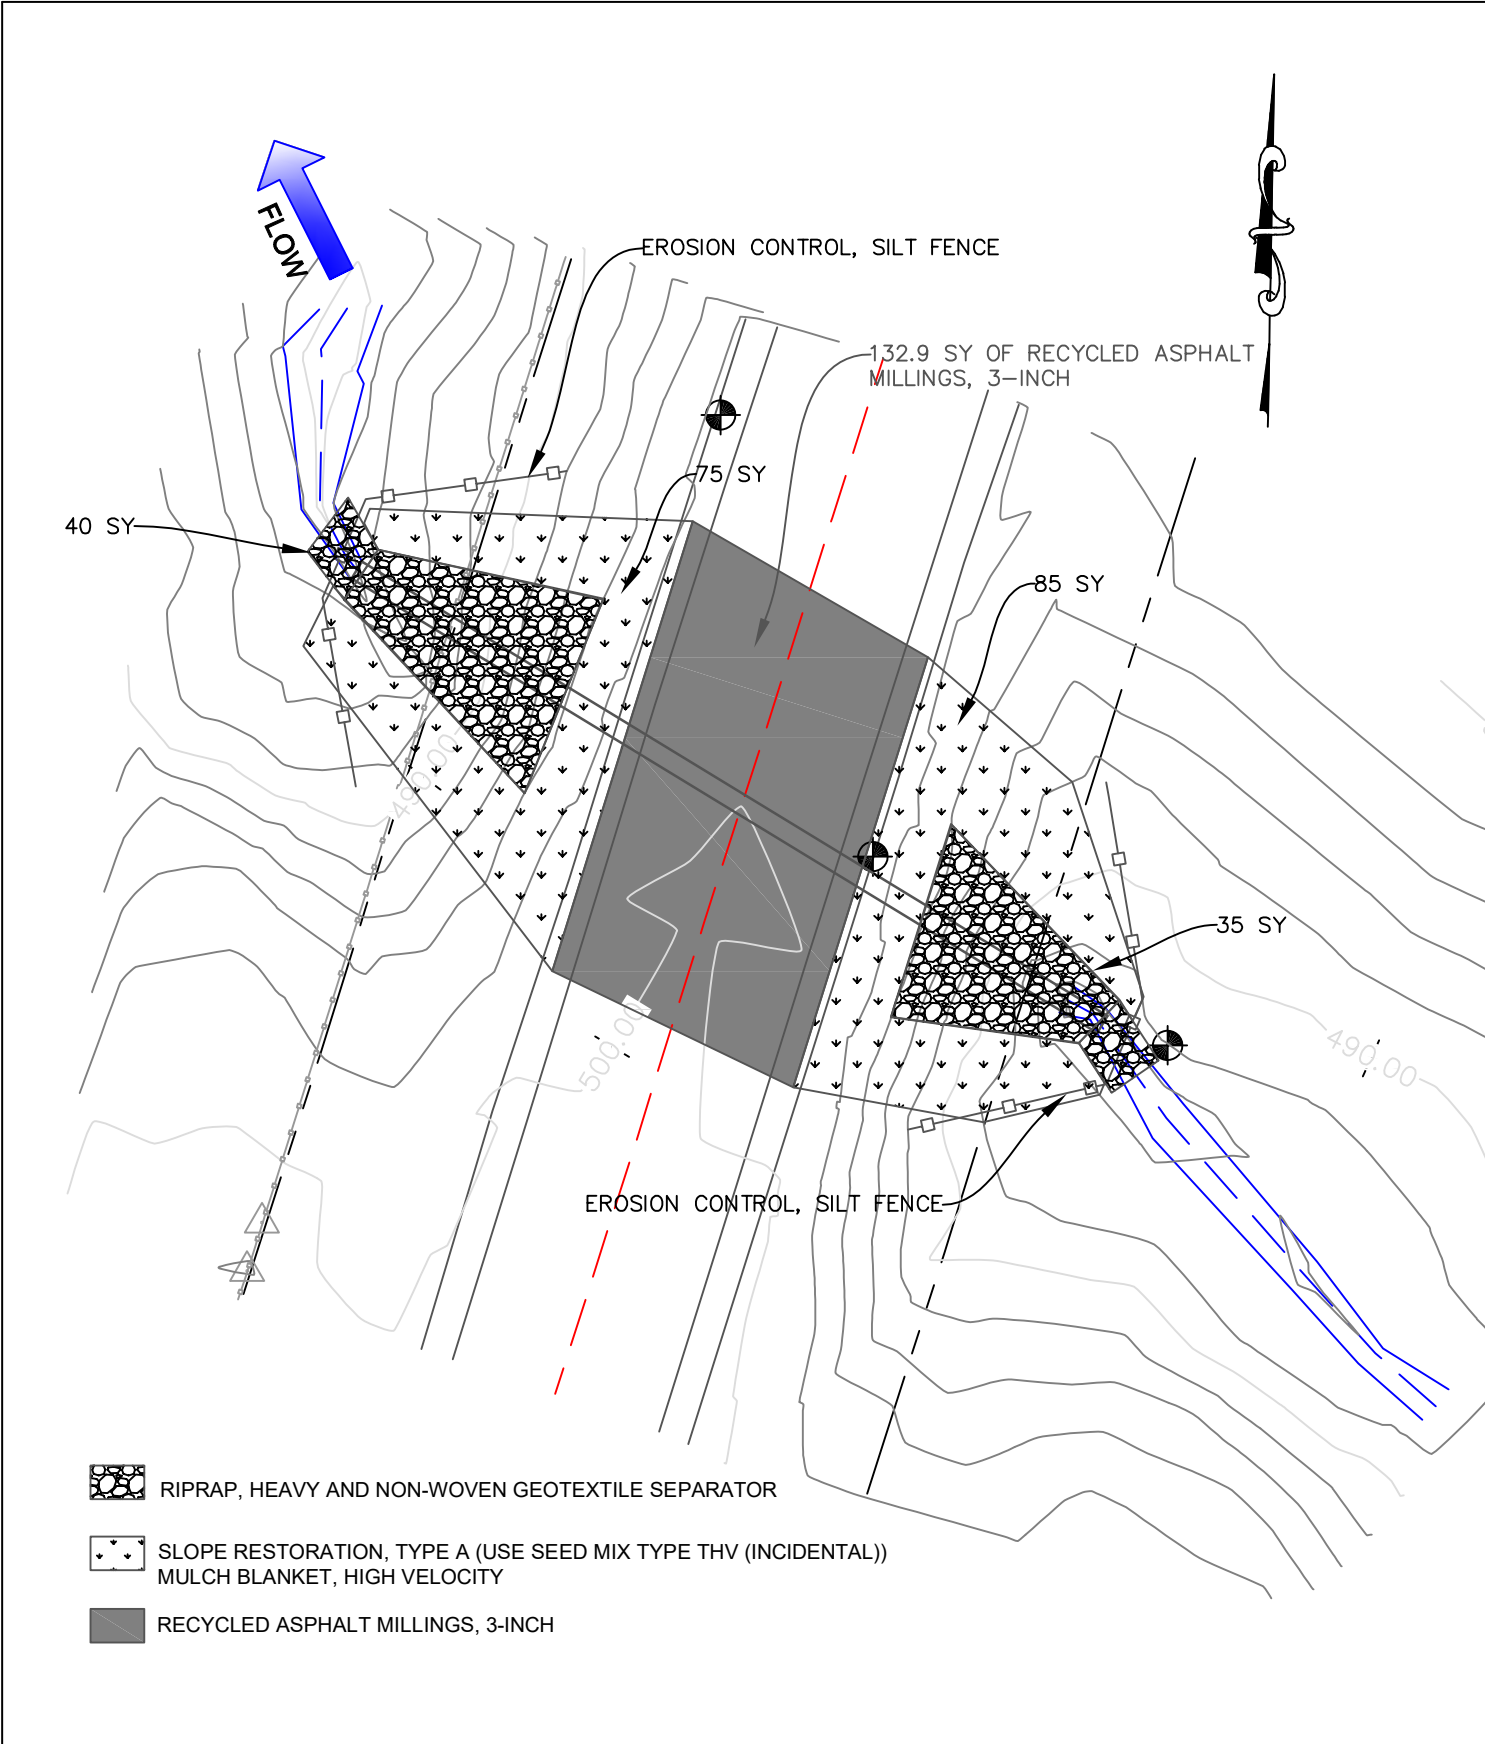 FLOW
EROSION CONTROL, SILT FENCE
132.9 SY OF RECYCLED ASPHALT
MILLINGS, 3-INCH
75 SY
40 SY
85 SY
490.00
35 SY
500.00
490.00
EROSION CONTROL, SILT FENCE
RIPRAP, HEAVY AND NON-WOVEN GEOTEXTILE SEPARATOR
SLOPE RESTORATION, TYPE A (USE SEED MIX TYPE THV (INCIDENTAL))
MULCH BLANKET, HIGH VELOCITY
RECYCLED ASPHALT MILLINGS, 3-INCH